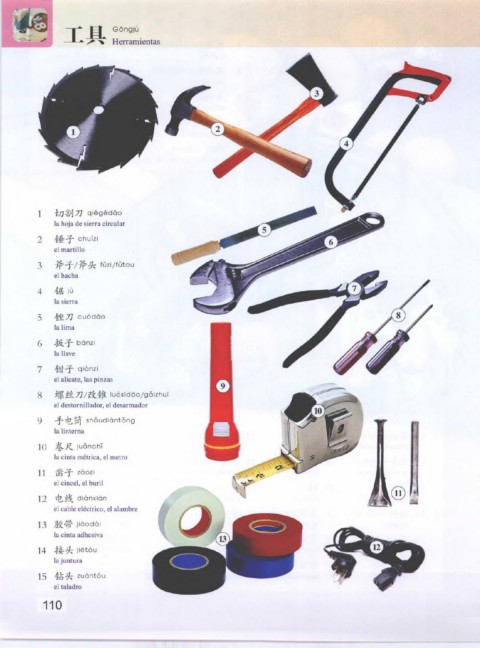 工具 Gōngjù
Herramientas
1 切割刀 qiēgēdāo
la hoja de sierra circular
2 锤子 chuízi
el martillo
3 斧子/斧头 fǔzi/fǔtou
el hacha
4 锯 jù
la sierra
5 锉刀 cuòdāo
la lima
6 扳子 bānzi
la llave
7 钳子 qiánzi
el alicate, las pinzas
8 螺丝刀/改锥 luósīdāo/gǎizhuī
el destornillador, el desarmador
9 手电筒 shǒudiàntǒng
la linterna
10 卷尺 juǎnchǐ
la cinta métrica, el metro
11 凿子 záozi
el cincel, el buril
12 电线 diànxiàn
el cable eléctrico, el alambre
13 胶带 jiāodài
la cinta adhesiva
14 接头 jiētóu
la juntura
15 钻头 zuàntóu
el taladro
110
1
2
3
4
5
6
7
8
9
10
11
12
13